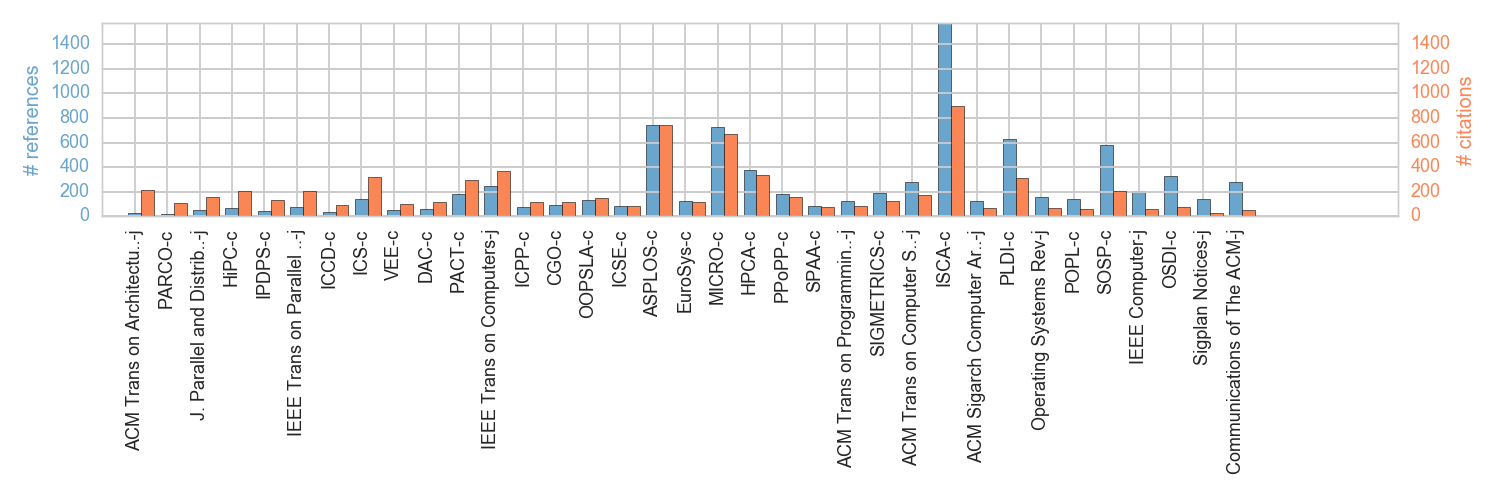 # references
1400
1200
1000
800
600
400
200
0
1400
1200
1000
800
600
400
200
0
# citations
ACM Trans on Architectu..-j
PARCO-c
J. Parallel and Distrib..-j
HiPC-c
IPDPS-c
IEEE Trans on Parallel ..-j
ICCD-c
ICS-c
VEE-c
DAC-c
PACT-c
IEEE Trans on Computers-j
ICPP-c
CGO-c
OOPSLA-c
ICSE-c
ASPLOS-c
EuroSys-c
MICRO-c
HPCA-c
PPoPP-c
SPAA-c
ACM Trans on Programmin..-j
SIGMETRICS-c
ACM Trans on Computer S..-j
ISCA-c
ACM Sigarch Computer Ar..-j
PLDI-c
Operating Systems Rev-j
POPL-c
SOSP-c
IEEE Computer-j
OSDI-c
Sigplan Notices-j
Communications of The ACM-j